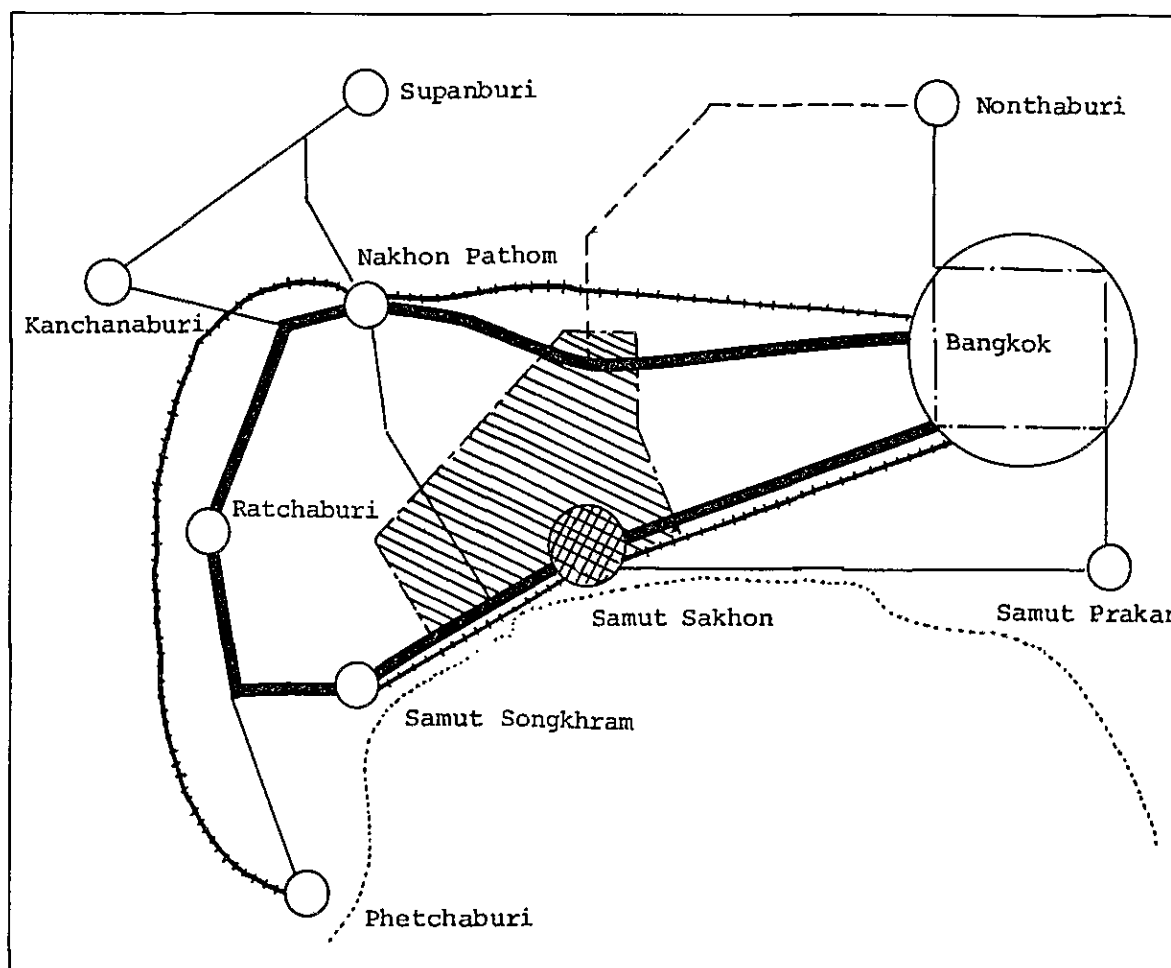 Supanburi
Nonthaburi
Nakhon Pathom
Kanchanaburi
Bangkok
Ratchaburi
Samut Sakhon
Samut Prakan
Samut Songkhram
Phetchaburi